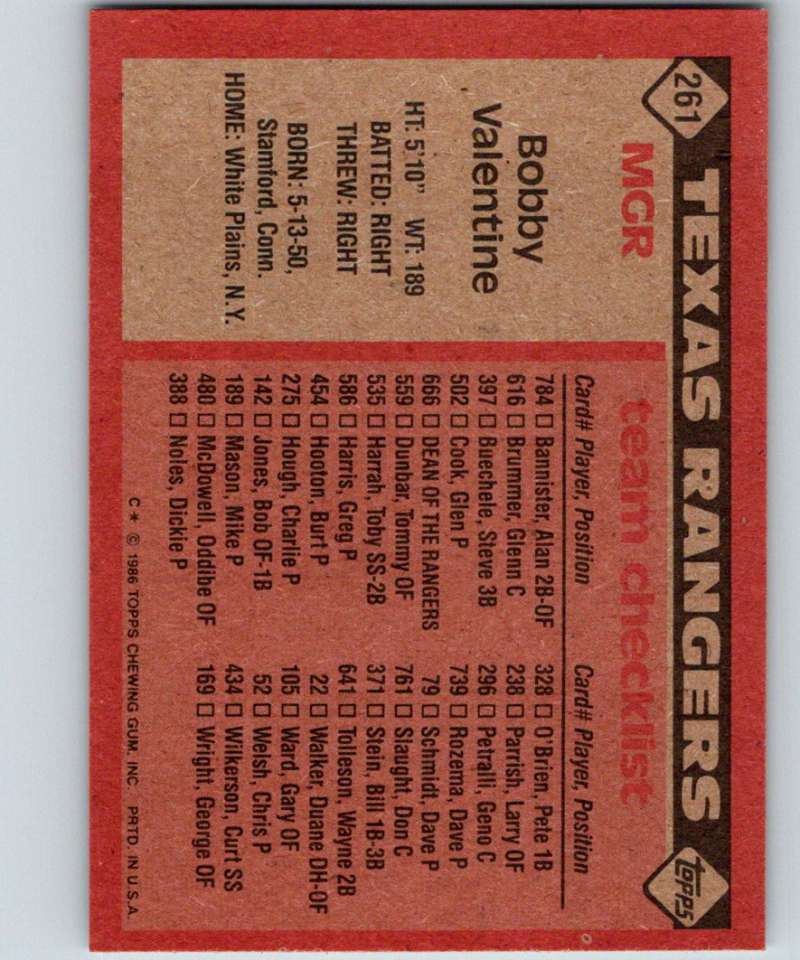 261
TEXAS RANGERS
TOPPS
MGR
Bobby
Valentine
HT: 5'10" WT: 189
BATTED: RIGHT
THREW: RIGHT
BORN: 5-13-50,
Stamford, Conn.
HOME: White Plains, N.Y.
team checklist
Card# Player, Position
784 □ Bannister, Alan 2B-OF
616 □ Brummer, Glenn C
397 □ Buechele, Steve 3B
502 □ Cook, Glen P
666 □ DEAN OF THE RANGERS
559 □ Dunbar, Tommy OF
535 □ Harrah, Toby SS-2B
586 □ Harris, Greg P
454 □ Hooton, Burt P
275 □ Hough, Charlie P
142 □ Jones, Bob OF-1B
189 □ Mason, Mike P
480 □ McDowell, Oddibe OF
388 □ Noles, Dickie P
Card# Player, Position
328 □ O'Brien, Pete 1B
238 □ Parrish, Larry OF
296 □ Petralli, Geno C
739 □ Rozema, Dave P
79 □ Schmidt, Dave P
761 □ Slaught, Don C
371 □ Stein, Bill 1B-3B
641 □ Tolleson, Wayne 2B
22 □ Walker, Duane DH-OF
105 □ Ward, Gary OF
52 □ Welsh, Chris P
434 □ Wilkerson, Curt SS
169 □ Wright, George OF
C* © 1986 TOPPS CHEWING GUM, INC. PRTD. IN U.S.A.